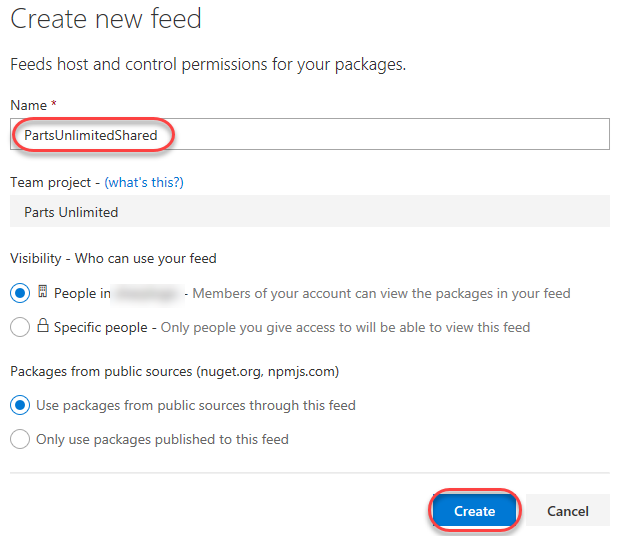 Create new feed
Feeds host and control permissions for your packages.
Name *
PartsUnlimitedShared
Team project - (what's this?)
Parts Unlimited
Visibility - Who can use your feed
People in - Members of your account can view the packages in your feed
Specific people - Only people you give access to will be able to view this feed
Packages from public sources (nuget.org, npmjs.com)
Use packages from public sources through this feed
Only use packages published to this feed
Create Cancel